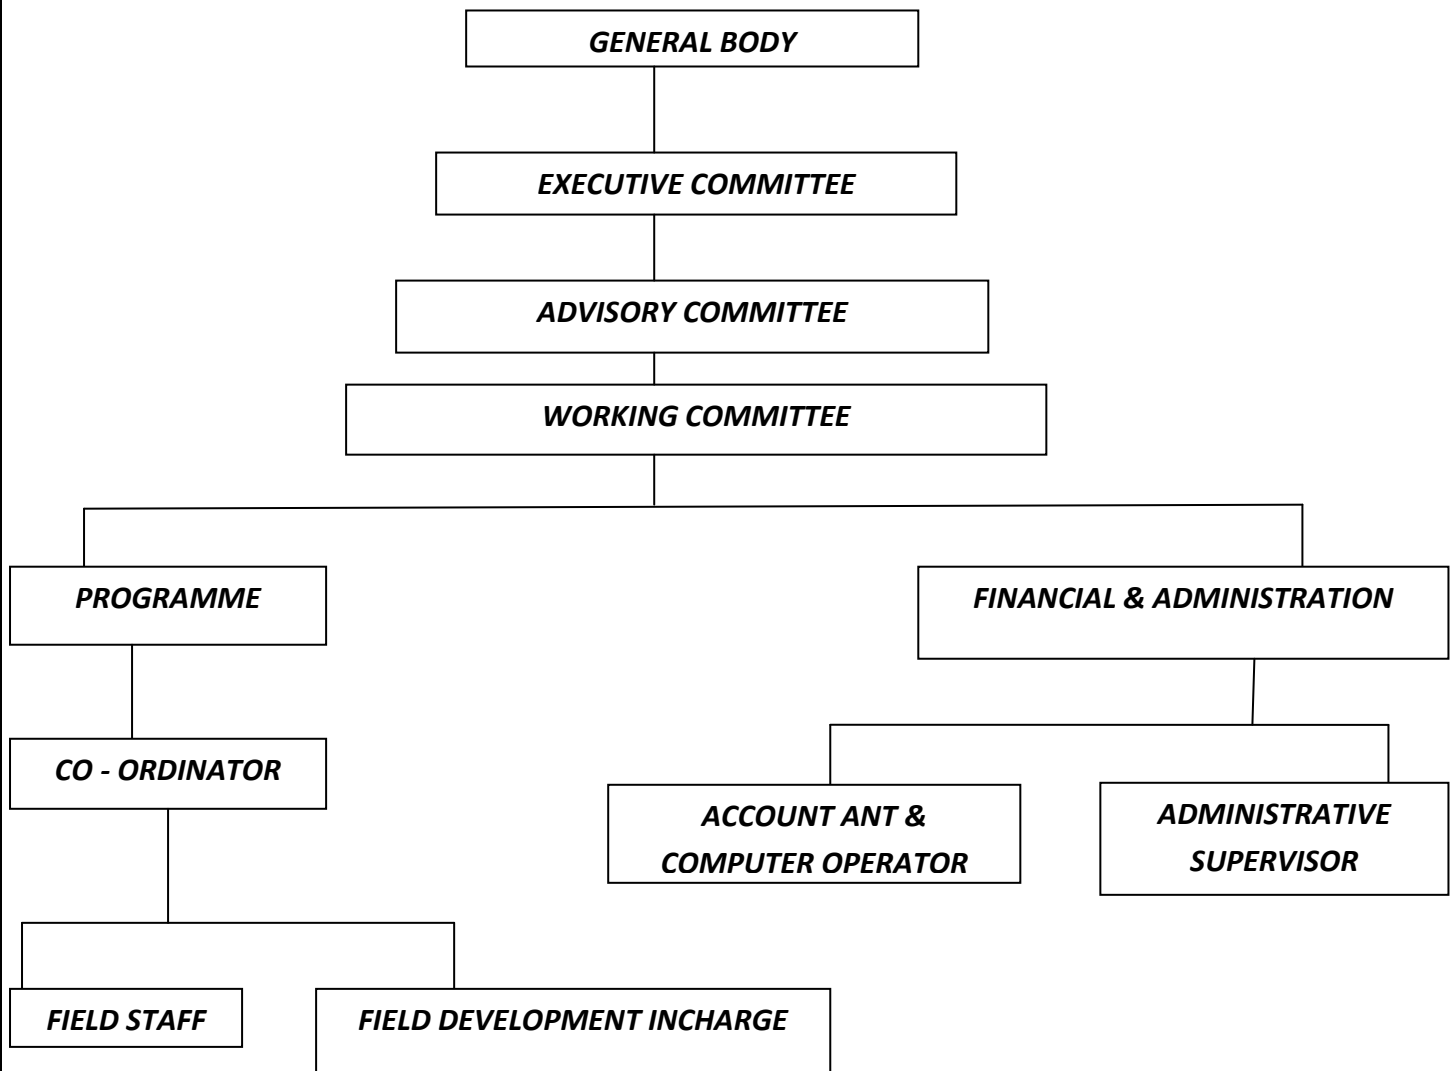 GENERAL BODY
EXECUTIVE COMMITTEE
ADVISORY COMMITTEE
WORKING COMMITTEE
PROGRAMME
FINANCIAL & ADMINISTRATION
CO - ORDINATOR
ACCOUNT ANT &
COMPUTER OPERATOR
ADMINISTRATIVE
SUPERVISOR
FIELD STAFF
FIELD DEVELOPMENT INCHARGE